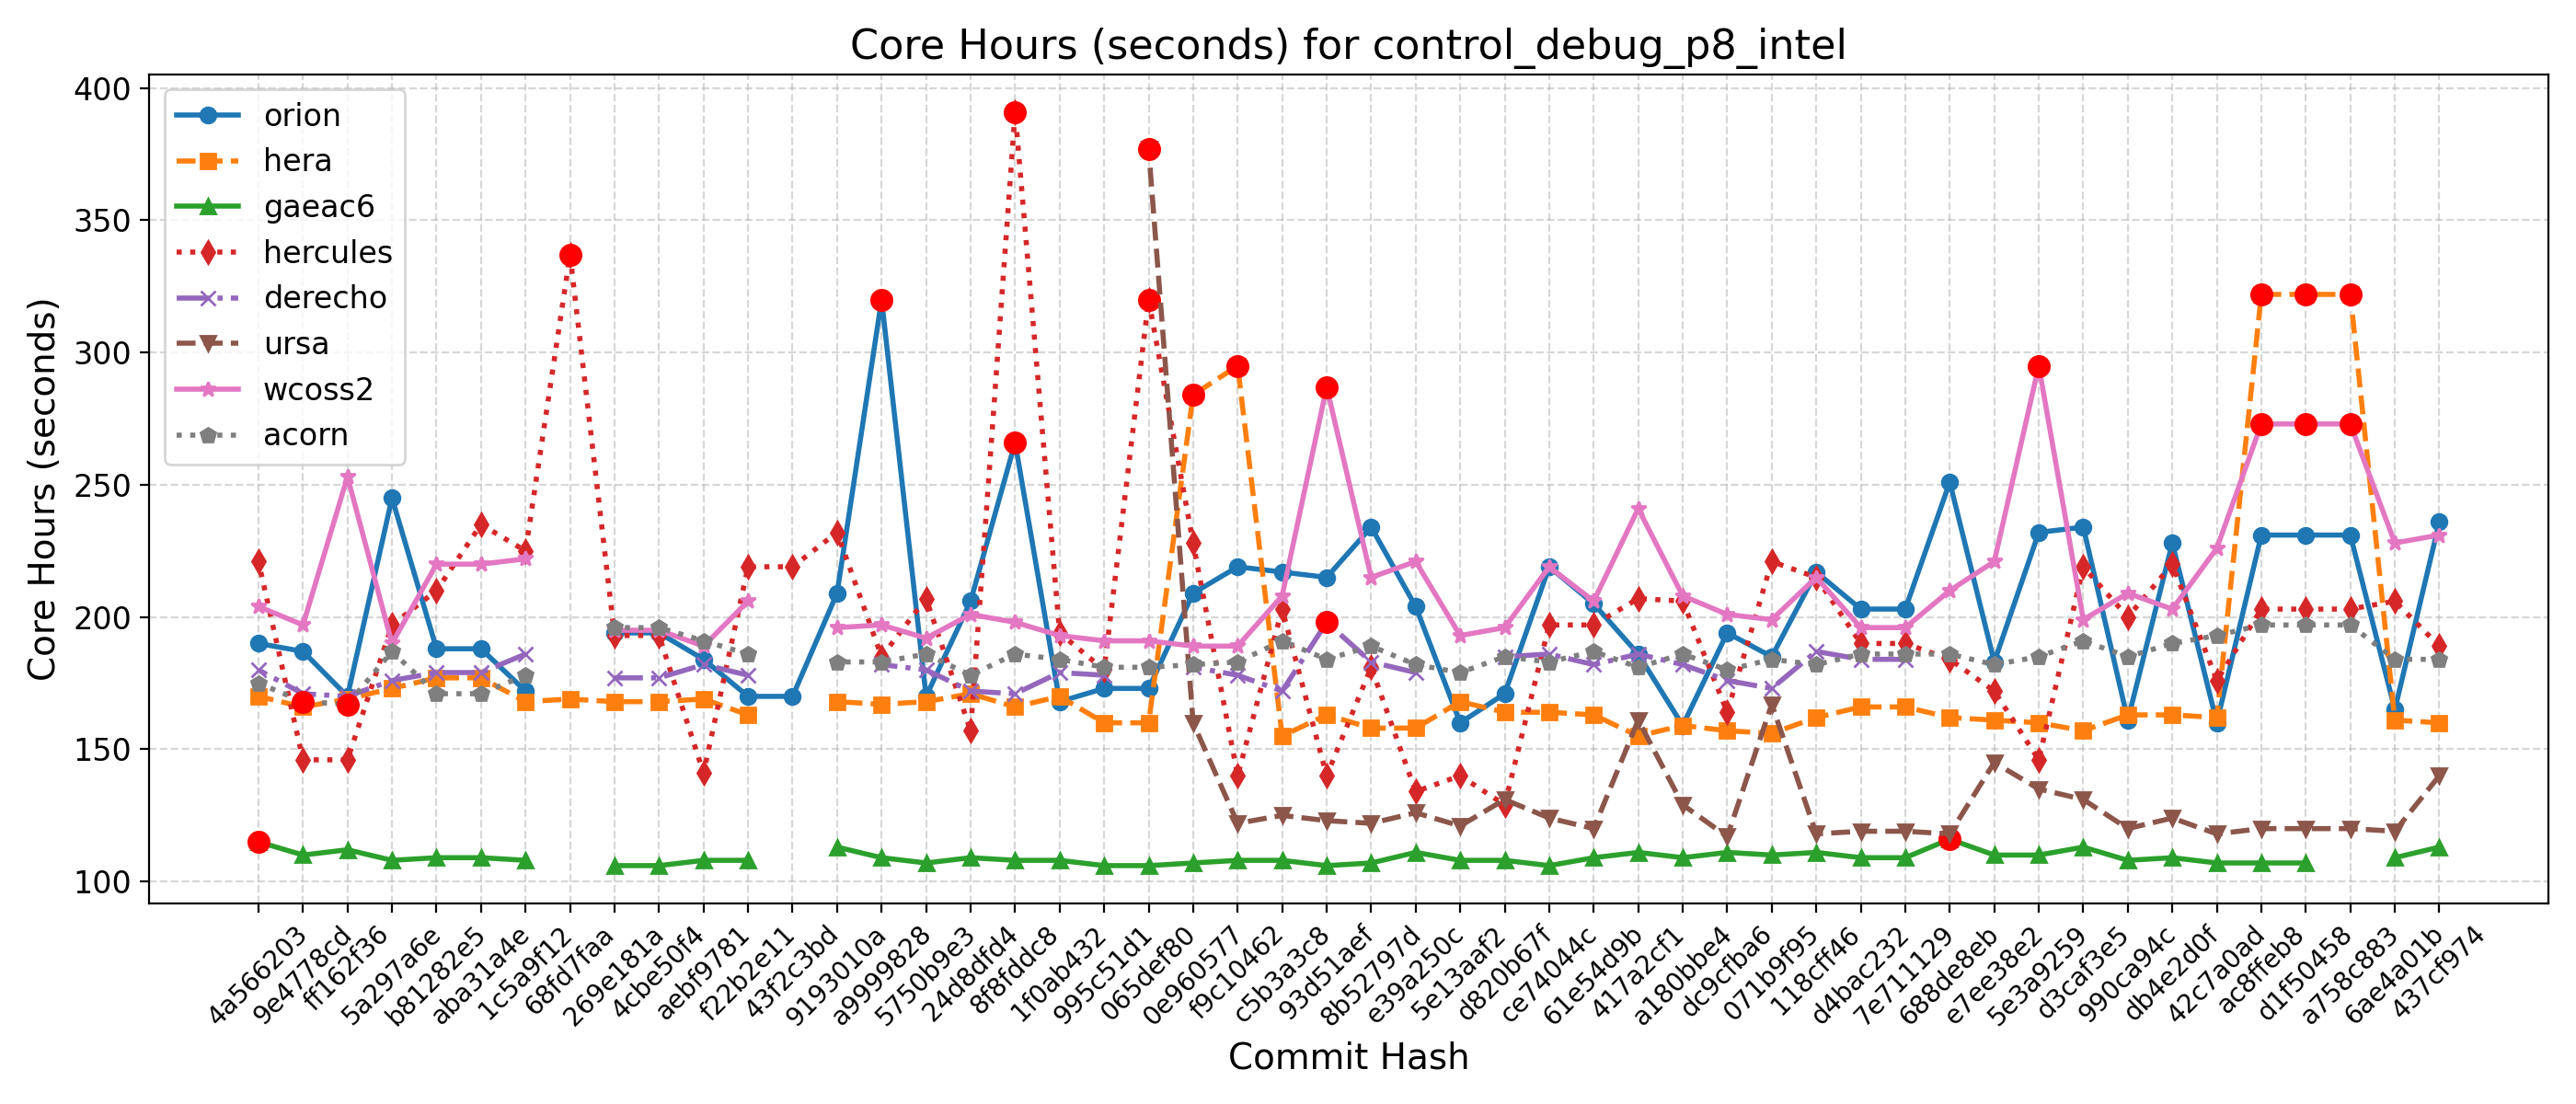 Core Hours (seconds) for control_debug_p8_intel
Core Hours (seconds)
400
350
300
250
200
150
100
orion
hera
gaeac6
hercules
derecho
ursa
wcoss2
acorn
4a566203
9e4778cd
ff162f36
5a297a6e
b81282e5
aba31a4e
1c5a9f12
68fd7faa
269e181a
4cbe50f4
aebf9781
f22b2e11
43f2c3bd
9193010a
a9999828
5750b9e3
24d8dfd4
8f8fddc8
1f0ab432
995c51d1
065def80
0e960577
f9c10462
c5b3a3c8
93d51aef
8b52797d
e39a250c
5e13aaf2
d820b67f
ce74044c
61e54d9b
417a2cf1
a180bbe4
dc9cfba6
071b9f95
118cff46
d4bac232
7e711129
688de8eb
e7ee38e2
5e3a9259
d3caf3e5
990ca94c
db4e2d0f
42c7a0ad
ac8ffeb8
d1f50458
a758c883
6ae4a01b
437cf974
Commit Hash